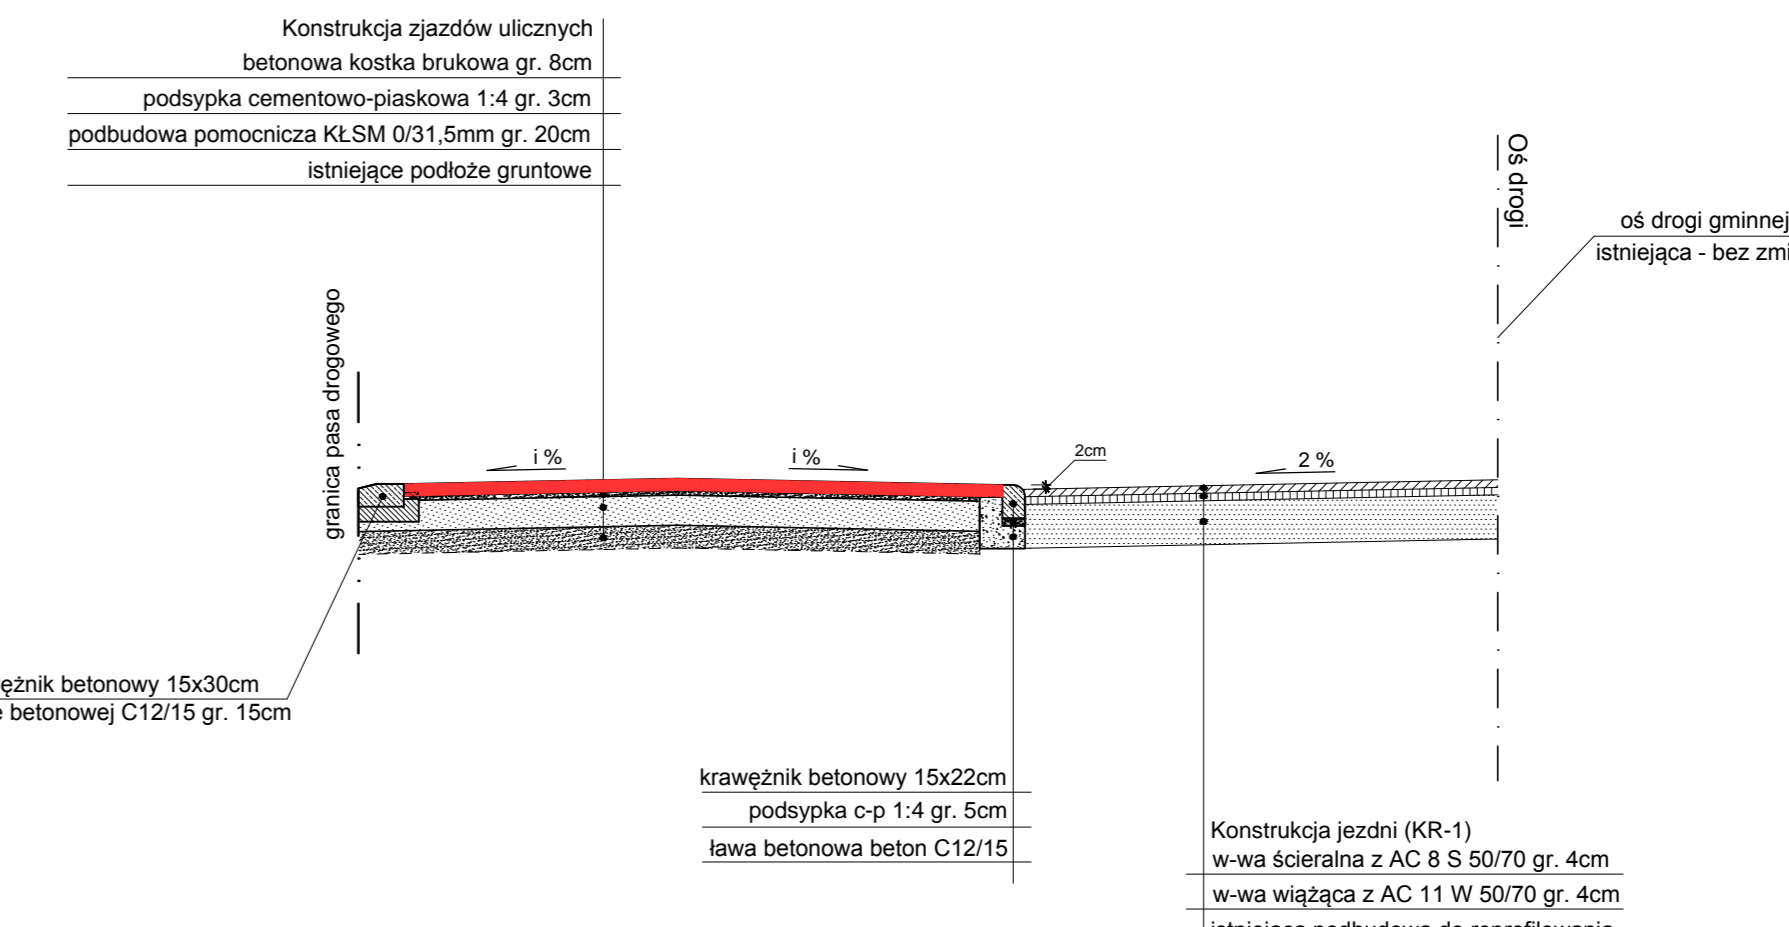 Konstrukcja zjazdów ulicznych
betonowa kostka brukowa gr. 8cm
podsypka cementowo-piaskowa 1:4 gr. 3cm
podbudowa pomocnicza KŁSM 0/31,5mm gr. 20cm
istniejące podłoże gruntowe
Oś drogi
oś drogi gminnej
istniejąca - bez
granica pasa drogowego
i %
i %
2cm
2 %
betonowy 15x30cm
betonowej C12/15 gr. 15cm
krawężnik betonowy 15x22cm
podsypka c-p 1:4 gr. 5cm
ława betonowa beton C12/15
Konstrukcja jezdni (KR-1)
w-wa ścieralna z AC 8 S 50/70 gr. 4cm
w-wa wiążąca z AC 11 W 50/70 gr. 4cm